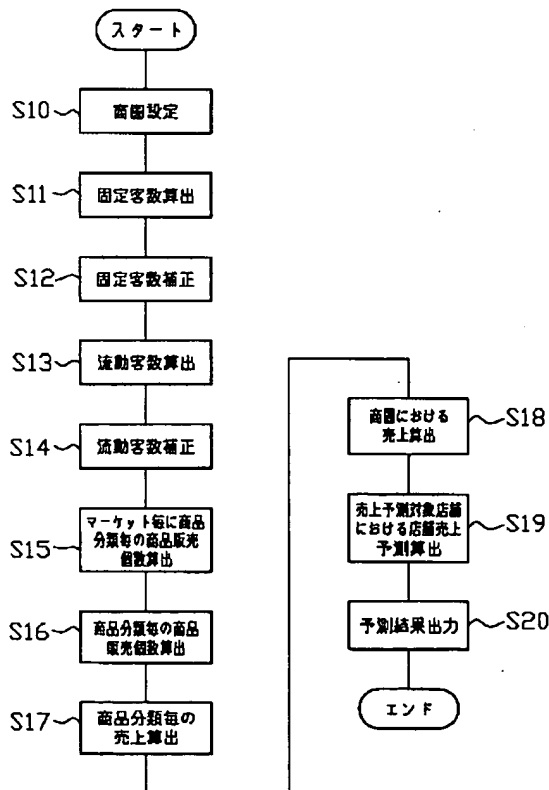 スタート
S10
商圏設定
S11
固定客数算出
S12
固定客数補正
S13
流動客数算出
S14
流動客数補正
S15
マーケット毎に商品
分類毎の商品販売
個数算出
S16
商品分類毎の商品
販売個数算出
S17
商品分類毎の
売上算出
商圏における
売上算出
S18
売上予測対象店舗
における店舗売上
予測算出
S19
予測結果出力
S20
エンド